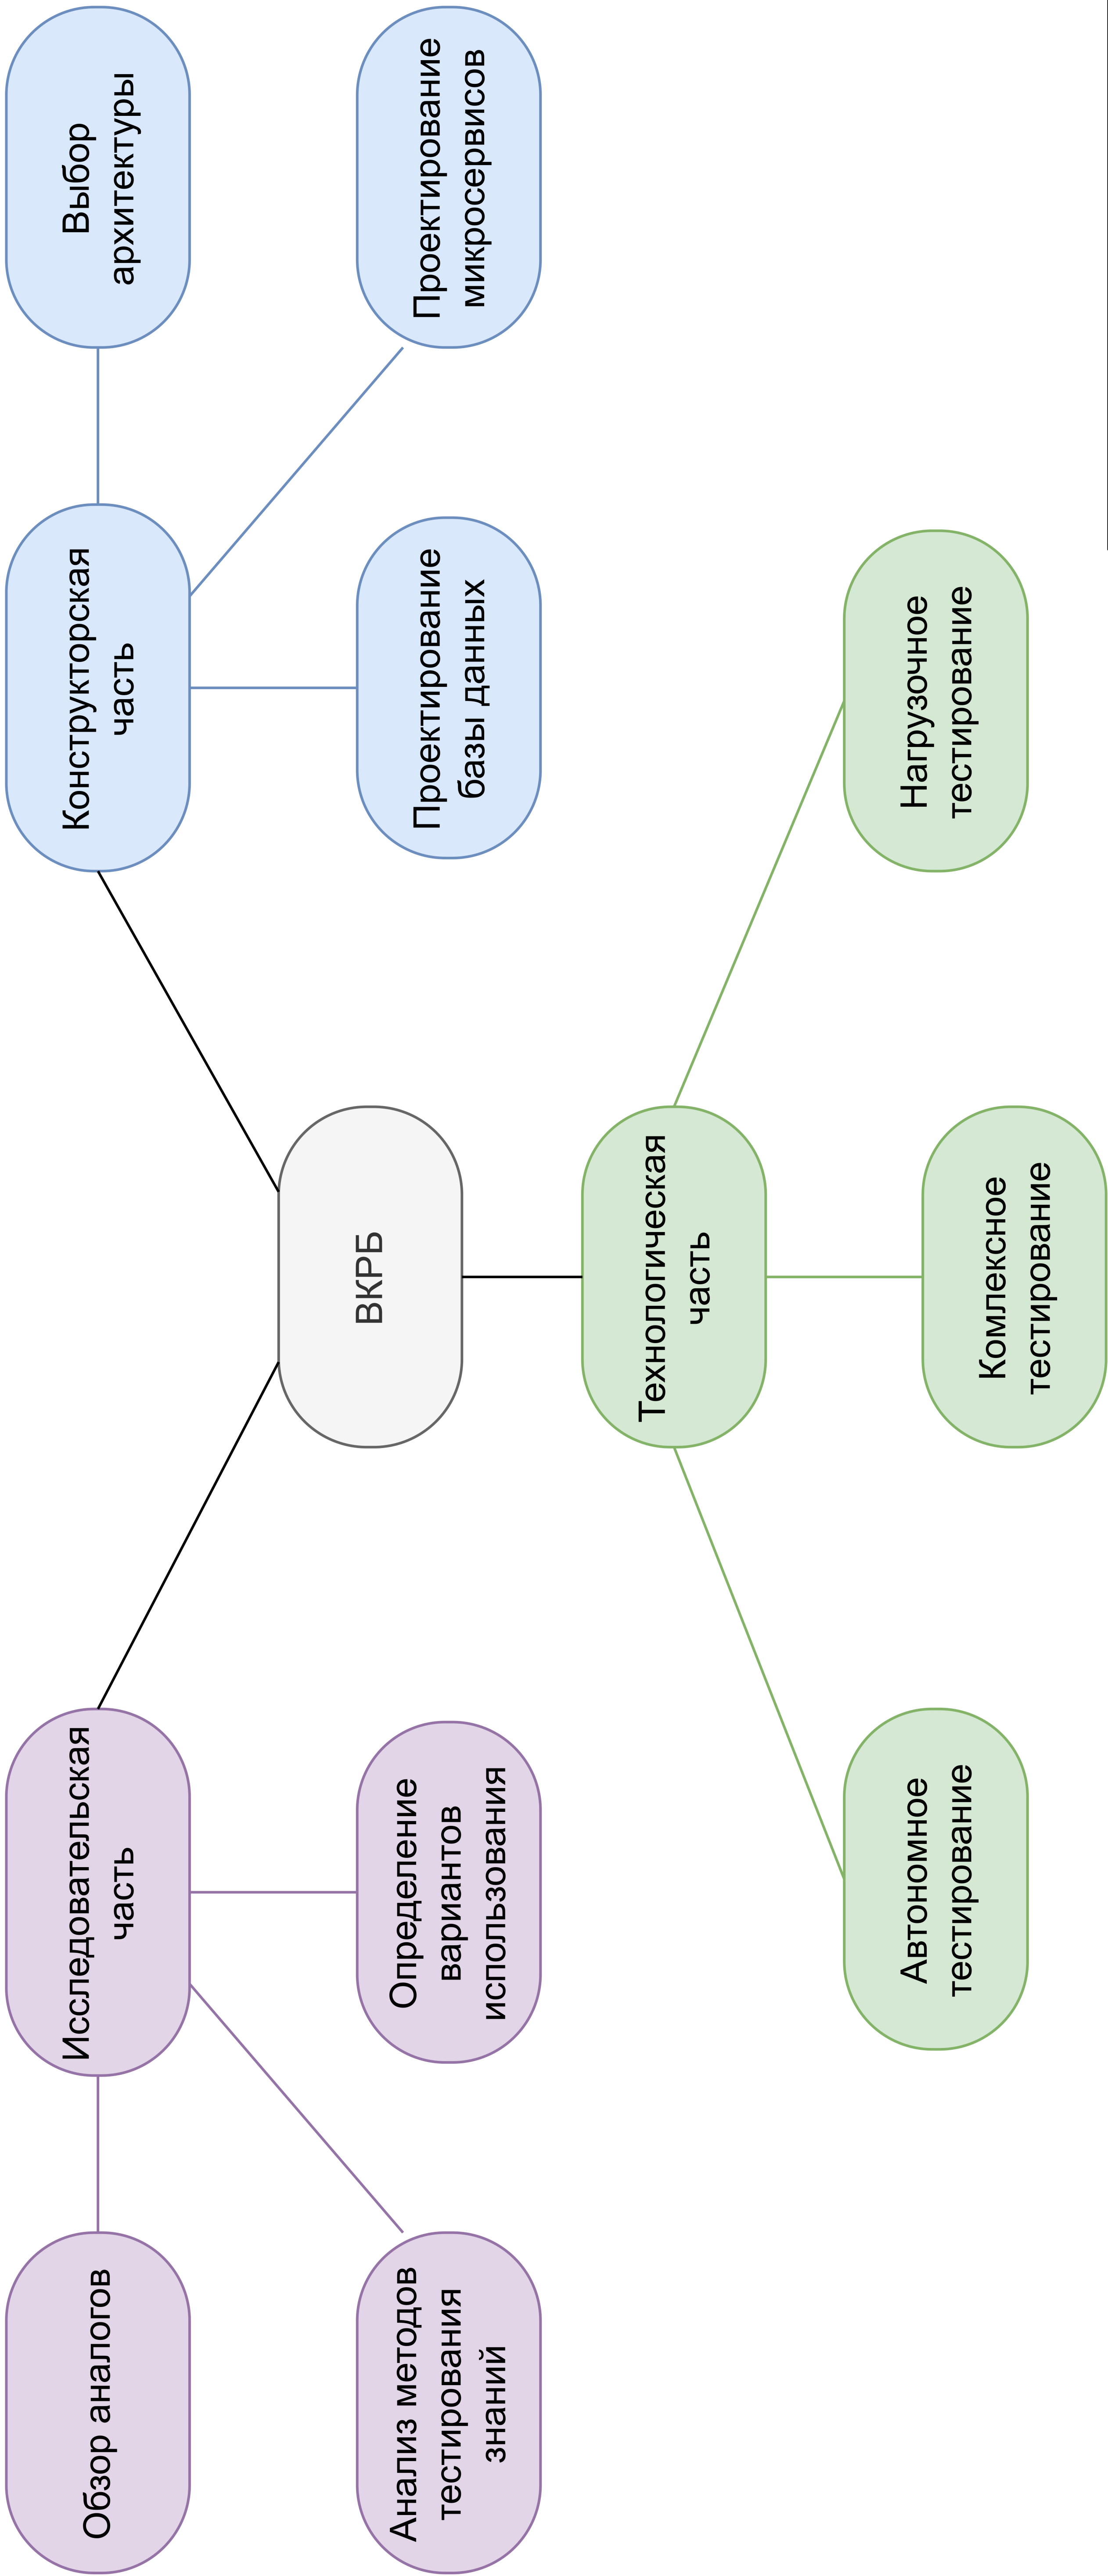 Обзор аналогов
Исследовательская
часть
Конструкторская
часть
Выбор
архитектуры
Анализ методов
тестирования
знаний
Определение
вариантов
использования
ВКРБ
Проектирование
базы данных
Проектирование
микросервисов
Технологическая
часть
Автономное
тестирование
Комлексное
тестирование
Нагрузочное
тестирование